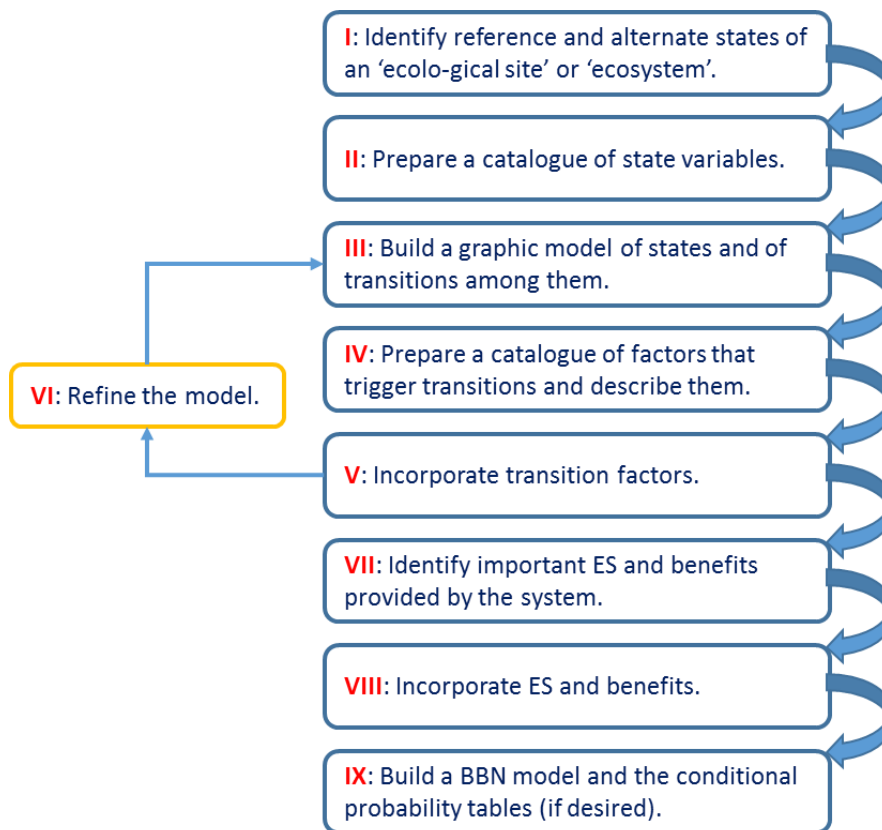 I: Identify reference and alternate states of
an ‘ecolo-gical site’ or ‘ecosystem’.
II: Prepare a catalogue of state variables.
III: Build a graphic model of states and of
transitions among them.
IV: Prepare a catalogue of factors that
trigger transitions and describe them.
V: Incorporate transition factors.
VI: Refine the model.
VII: Identify important ES and benefits
provided by the system.
VIII: Incorporate ES and benefits.
IX: Build a BBN model and the conditional
probability tables (if desired).